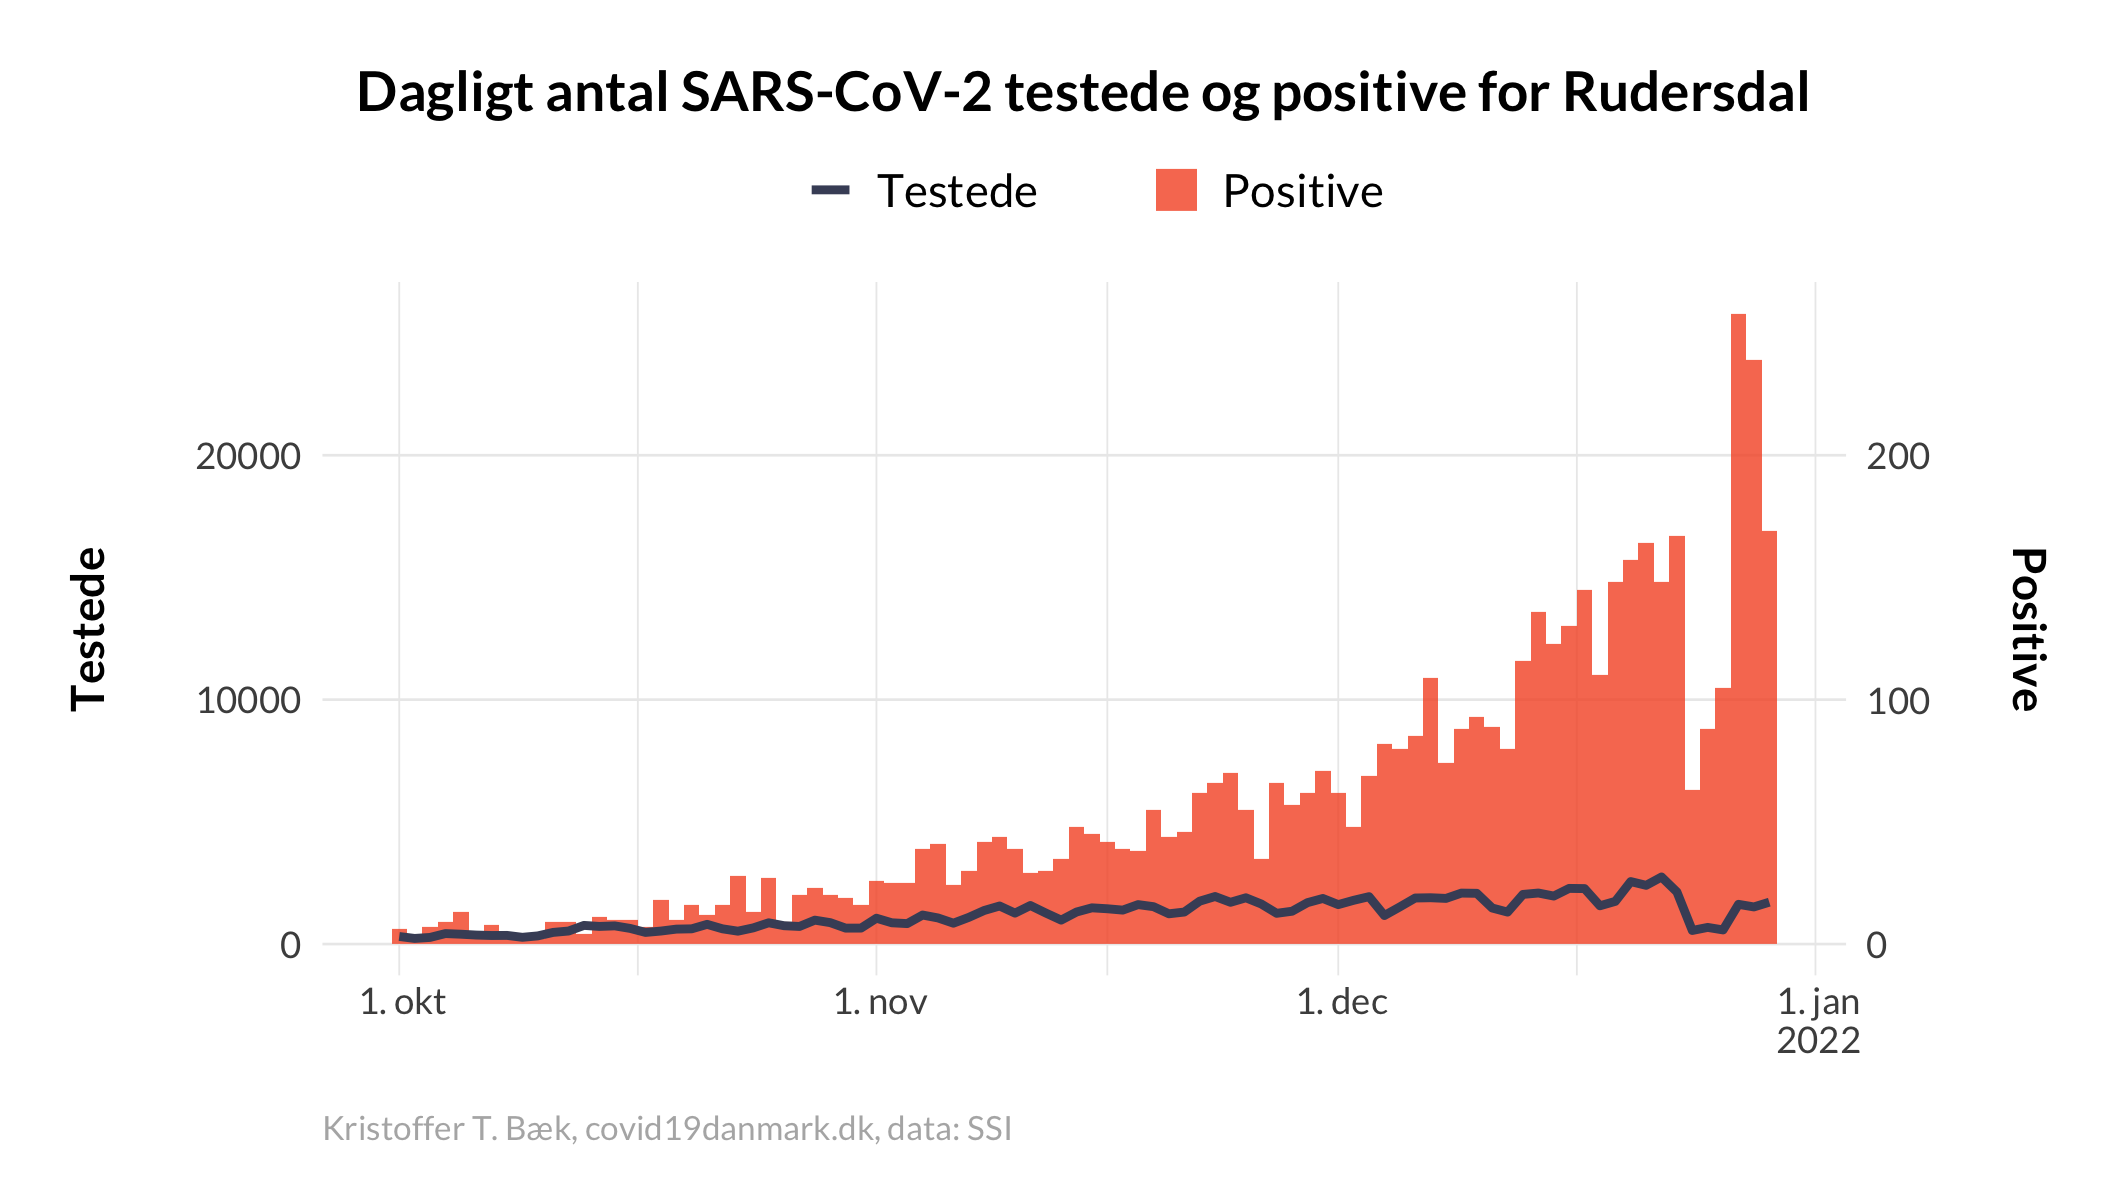 Dagligt antal SARS-CoV-2 testede og positive for Rudersdal
Testede
Positive
20000
10000
0
Testede
200
100
0
Positive
1. okt
1. nov
1. dec
1. jan
2022
Kristoffer T. Bæk, covid19danmark.dk, data: SSI